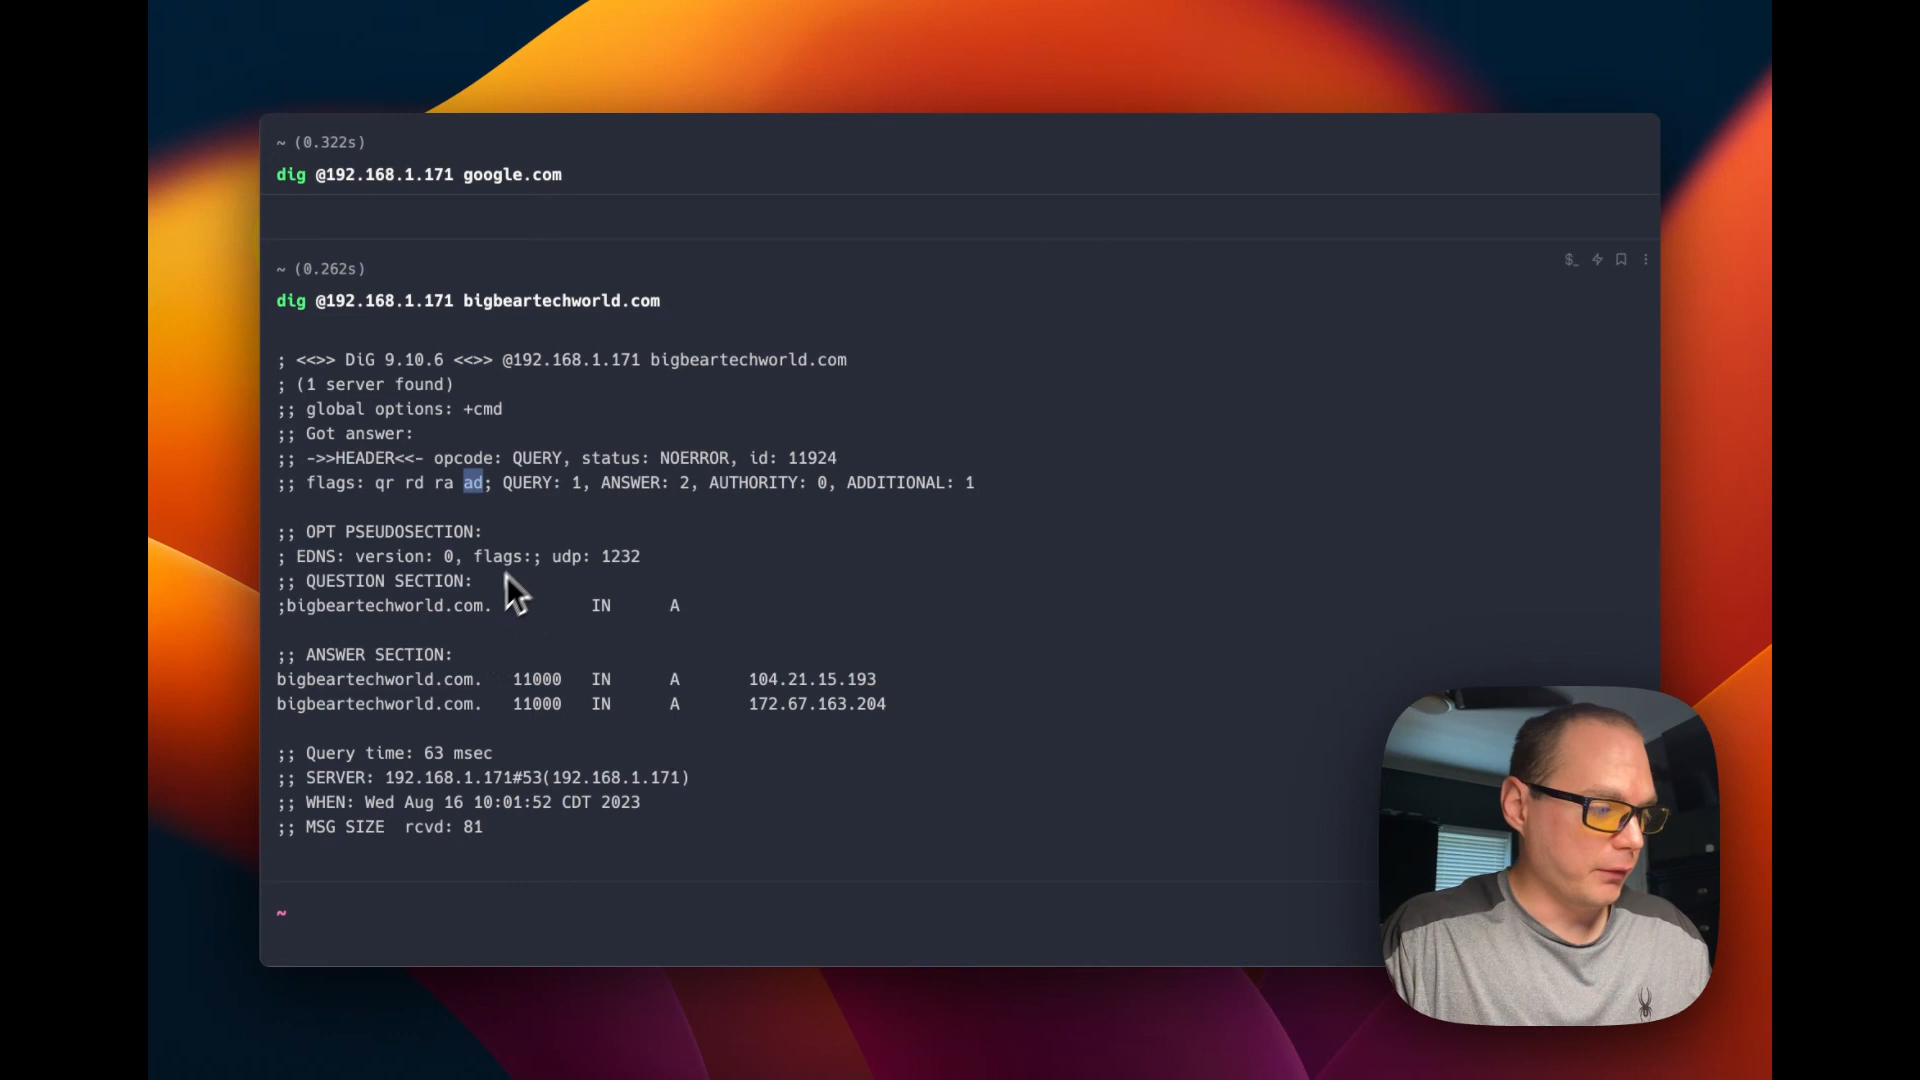 ~ (0.322s)
dig @192.168.1.171 google.com
~ (0.262s)
$_
dig @192.168.1.171 bigbeartechworld.com
; <<>> DiG 9.10.6 <<>> @192.168.1.171 bigbeartechworld.com
; (1 server found)
;; global options: +cmd
;; Got answer:
;; ->>HEADER<<- opcode: QUERY, status: NOERROR, id: 11924
;; flags: qr rd ra ad; QUERY: 1, ANSWER: 2, AUTHORITY: 0, ADDITIONAL: 1
;; OPT PSEUDOSECTION:
; EDNS: version: 0, flags:; udp: 1232
;; QUESTION SECTION:
;bigbeartechworld.com. IN A
;; ANSWER SECTION:
bigbeartechworld.com. 11000 IN A 104.21.15.193
bigbeartechworld.com. 11000 IN A 172.67.163.204
;; Query time: 63 msec
;; SERVER: 192.168.1.171#53(192.168.1.171)
;; WHEN: Wed Aug 16 10:01:52 CDT 2023
;; MSG SIZE rcvd: 81
~